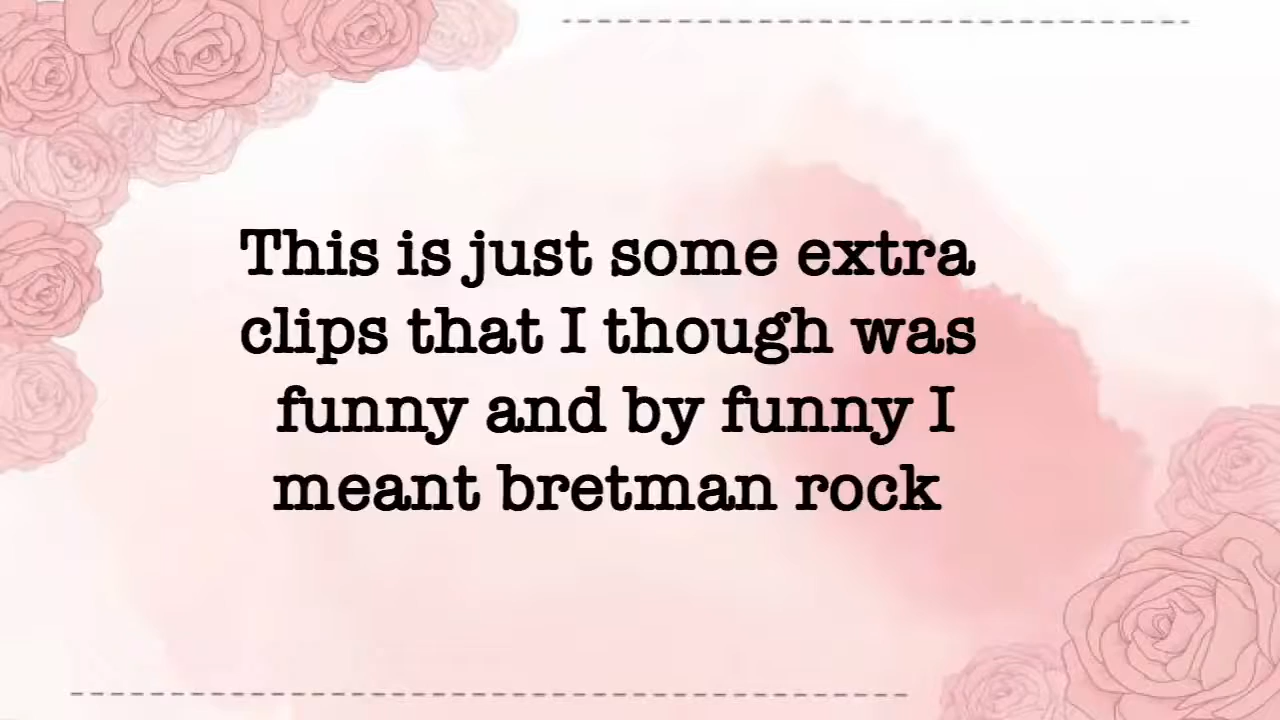 This is just some extra
clips that I though was
funny and by funny I
meant bretman rock